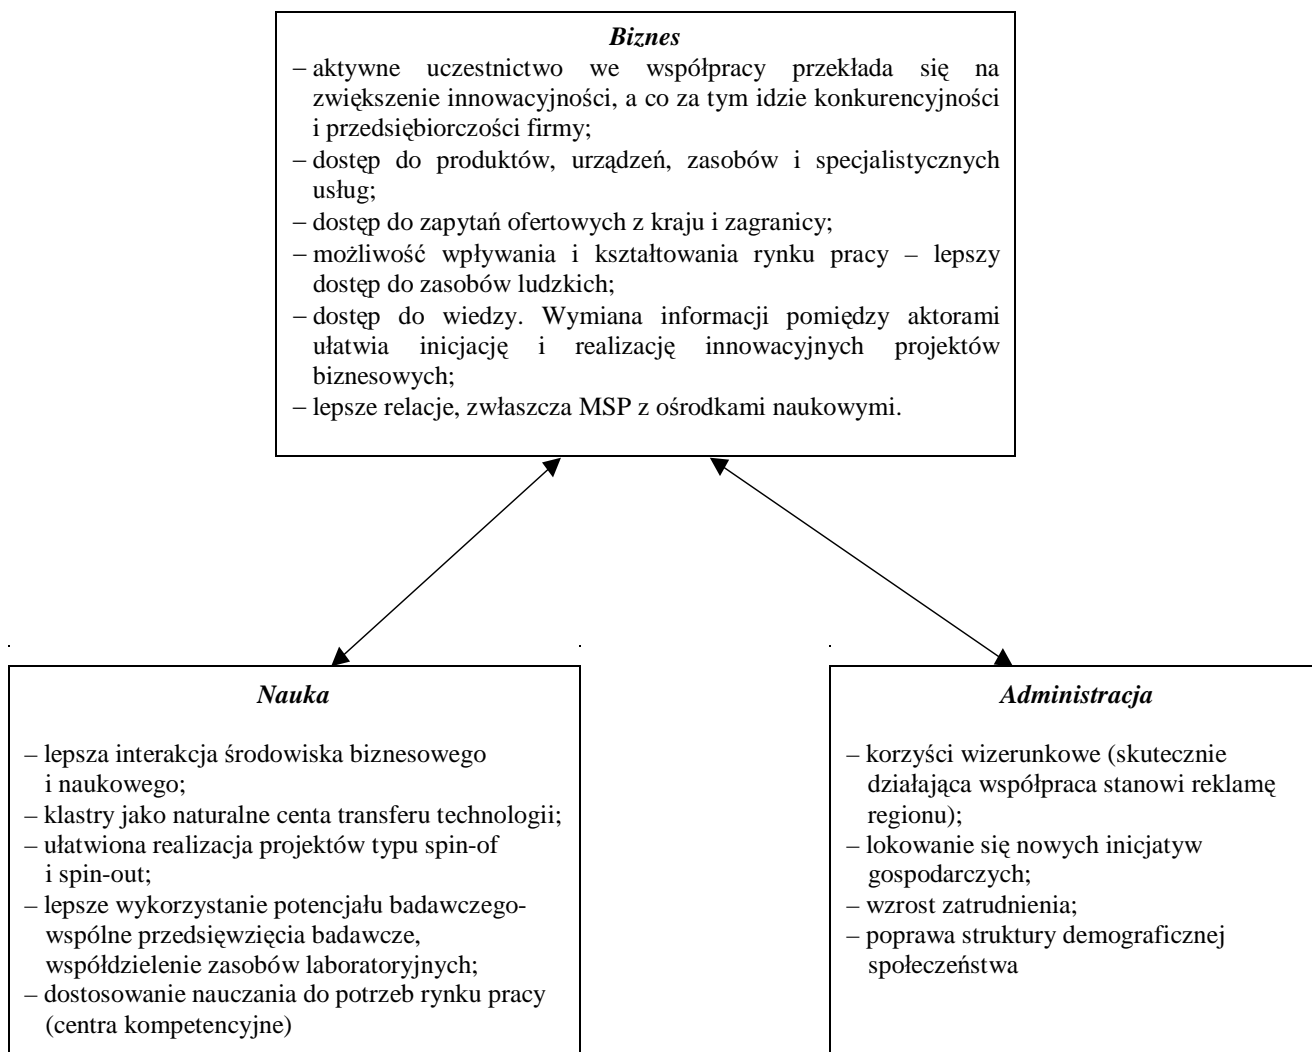 Biznes
– aktywne uczestnictwo we współpracy przekłada się na
zwiększenie innowacyjności, a co za tym idzie konkurencyjności
i przedsiębiorczości firmy;
– dostęp do produktów, urządzeń, zasobów i specjalistycznych
usług;
– dostęp do zapytań ofertowych z kraju i zagranicy;
– możliwość wpływania i kształtowania rynku pracy – lepszy
dostęp do zasobów ludzkich;
– dostęp do wiedzy. Wymiana informacji pomiędzy aktorami
ułatwia inicjację i realizację innowacyjnych projektów
biznesowych;
– lepsze relacje, zwłaszcza MSP z ośrodkami naukowymi.
Nauka
– lepsza interakcja środowiska biznesowego
i naukowego;
– klastry jako naturalne centa transferu technologii;
– ułatwiona realizacja projektów typu spin-of
i spin-out;
– lepsze wykorzystanie potencjału badawczego-
wspólne przedsięwzięcia badawcze,
współdzielenie zasobów laboratoryjnych;
– dostosowanie nauczania do potrzeb rynku pracy
(centra kompetencyjne)
Administracja
– korzyści wizerunkowe (skutecznie
działająca współpraca stanowi reklamę
regionu);
– lokowanie się nowych inicjatyw
gospodarczych;
– wzrost zatrudnienia;
– poprawa struktury demograficznej
społeczeństwa